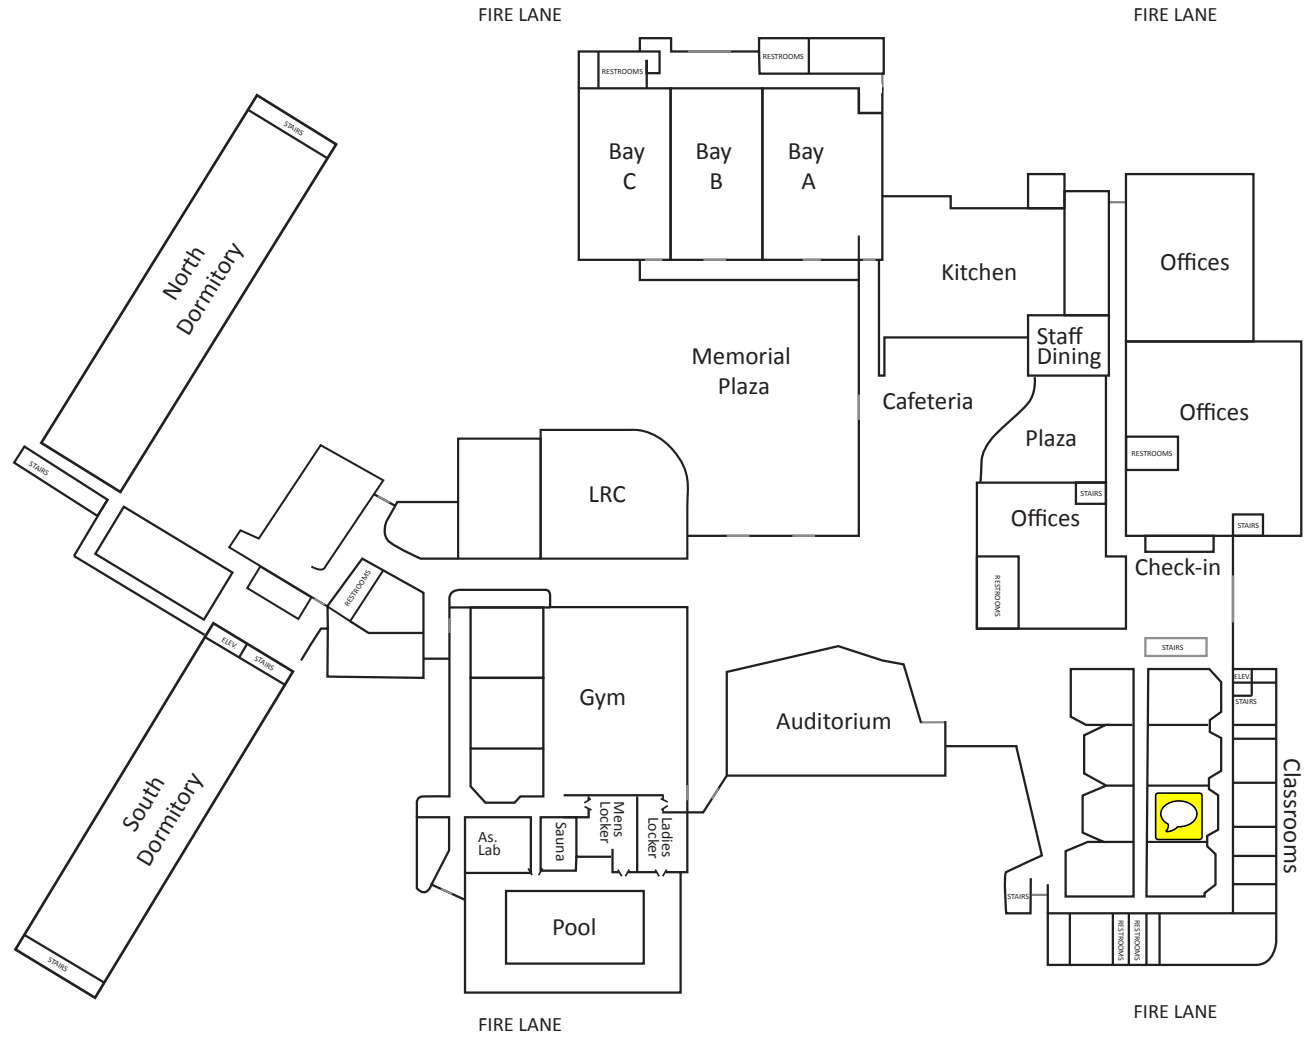 FIRE LANE
FIRE LANE
RESTROOMS
RESTROOMS
STAIRS
Bay
C
Bay
B
Bay
A
Kitchen
Offices
North
Dormitory
Staff
Dining
Memorial
Plaza
Cafeteria
Offices
Plaza
RESTROOMS
STAIRS
LRC
STAIRS
Offices
STAIRS
Check-in
RESTROOMS
RESTROOMS
ELEV.
STAIRS
STAIRS
Gym
Auditorium
ELEV.
STAIRS
South
Dormitory
Classrooms
As.
Lab
Sauna
Mens
Locker
Ladies
Locker
STAIRS
Pool
RESTROOMS
RESTROOMS
STAIRS
FIRE LANE
FIRE LANE